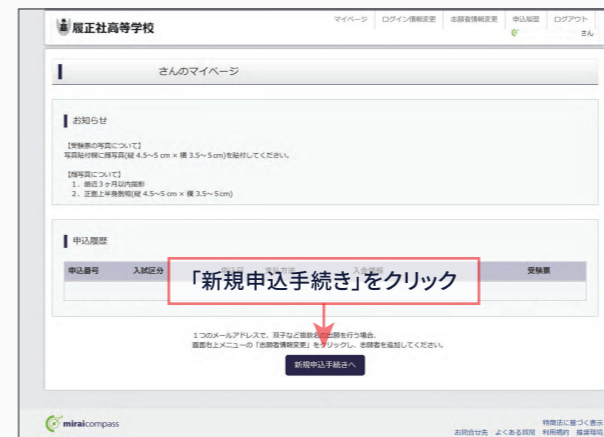 履正社高等学校
マイページ ログイン情報変更 志願者情報変更 申込履歴 ログアウト
さん
さんのマイページ
お知らせ
【受験票の写真について】
写真貼付欄に顔写真(縦 4.5~5 cm × 横 3.5~5cm)を貼付してください。
【顔写真について】
1. 最近3ヶ月以内撮影
2. 正面上半身脱帽(縦 4.5~5 cm × 横 3.5~5cm)
申込履歴
申込番号 入試区分 申込日 支払方法 受験票
「新規申込手続き」をクリック
1つのメールアドレスで、双子など複数名の出願を行う場合、
画面右上メニューの「志願者情報変更」をクリックし、志願者を追加してください。
新規申込手続きへ
miraicompass
特商法に基づく表示
お問合せ先 よくある質問 利用規約 推奨環境